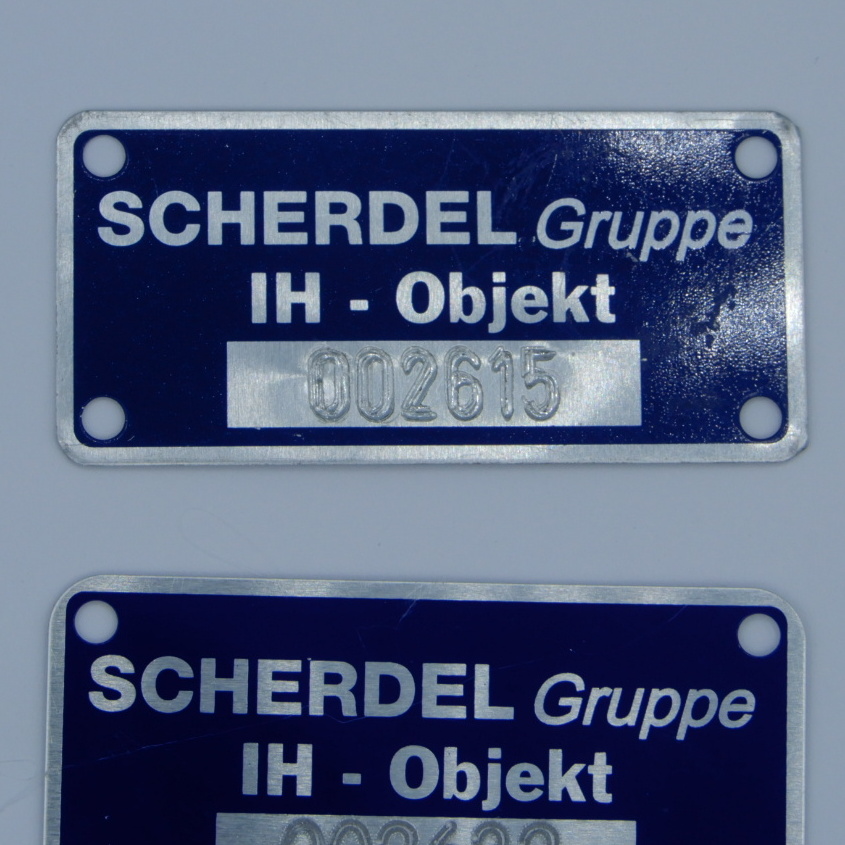 SCHERDEL Gruppe
IH - Objekt
002615
SCHERDEL Gruppe
IH - Objekt